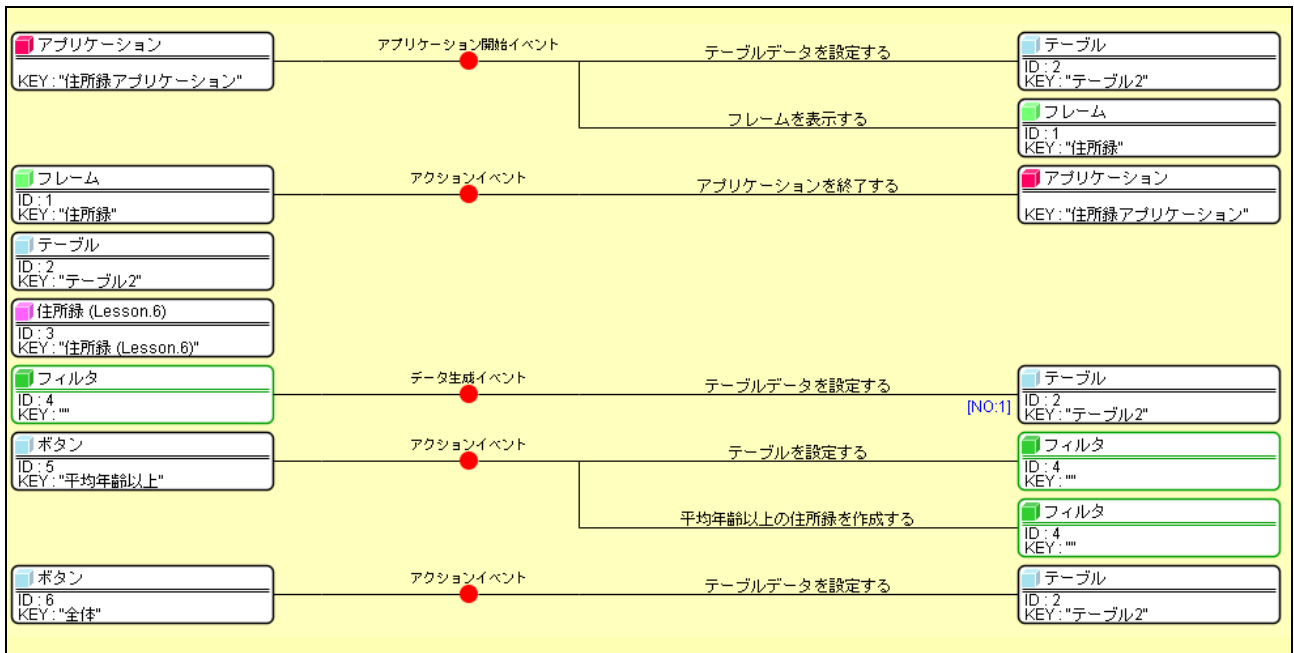 アプリケーション
KEY:"住所録アプリケーション"
アプリケーション開始イベント
テーブルデータを設定する
テーブル
ID:2
KEY:"テーブル2"
フレームを表示する
フレーム
ID:1
KEY:"住所録"
フレーム
ID:1
KEY:"住所録"
アクションイベント
アプリケーションを終了する
アプリケーション
KEY:"住所録アプリケーション"
テーブル
ID:2
KEY:"テーブル2"
住所録 (Lesson.6)
ID:3
KEY:"住所録 (Lesson.6)"
フィルタ
ID:4
KEY:""
データ生成イベント
テーブルデータを設定する
[NO:1]
テーブル
ID:2
KEY:"テーブル2"
ボタン
ID:5
KEY:"平均年齢以上"
アクションイベント
テーブルを設定する
フィルタ
ID:4
KEY:""
平均年齢以上の住所録を作成する
フィルタ
ID:4
KEY:""
ボタン
ID:6
KEY:"全体"
アクションイベント
テーブルデータを設定する
テーブル
ID:2
KEY:"テーブル2"